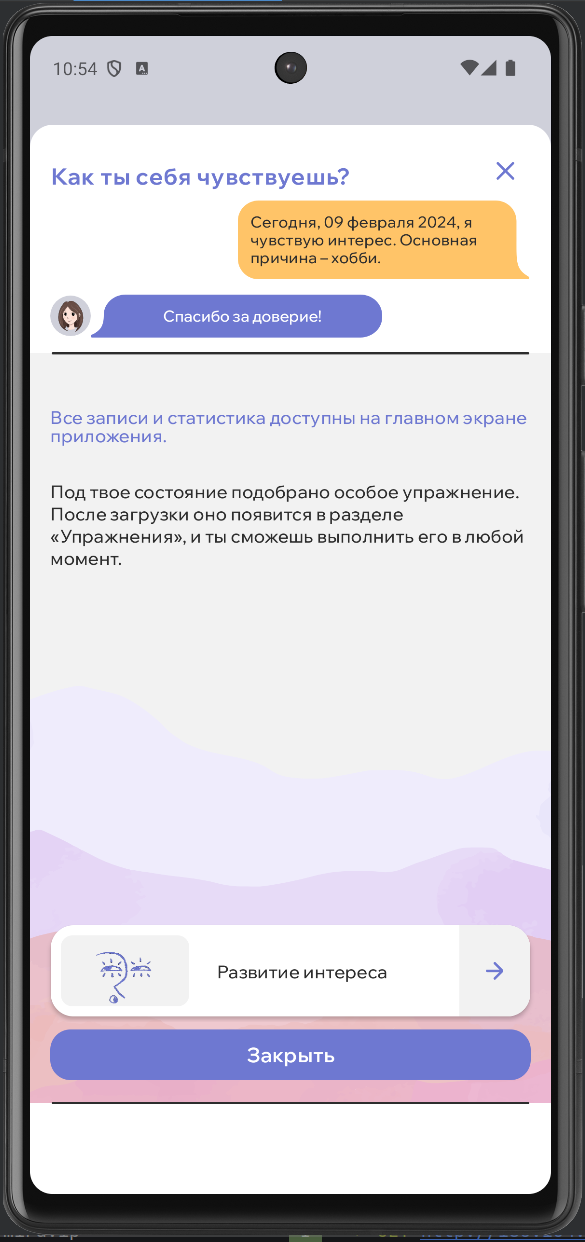 10:54
Как ты себя чувствуешь?
Сегодня, 09 февраля 2024, я
чувствую интерес. Основная
причина – хобби.
Спасибо за доверие!
Все записи и статистика доступны на главном экране
приложения.
Под твое состояние подобрано особое упражнение.
После загрузки оно появится в разделе
«Упражнения», и ты сможешь выполнить его в любой
момент.
Развитие интереса
Закрыть